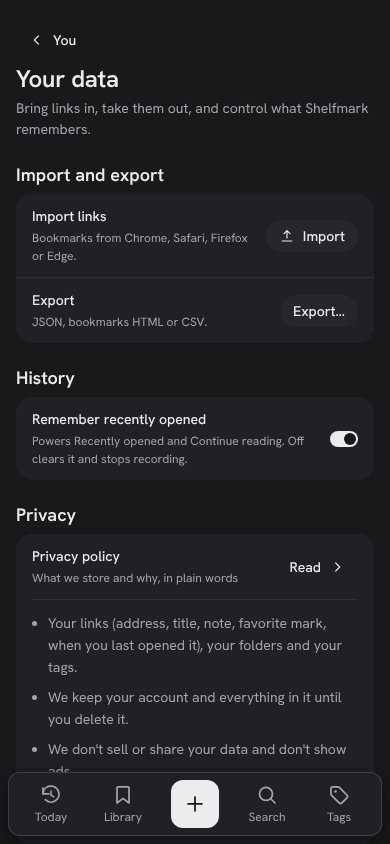 You
Your data
Bring links in, take them out, and control what Shelfmark
remembers.
Import and export
Import links
Bookmarks from Chrome, Safari, Firefox
or Edge.
Import
Export
JSON, bookmarks HTML or CSV.
Export...
History
Remember recently opened
Powers Recently opened and Continue reading. Off
clears it and stops recording.
Privacy
Privacy policy
What we store and why, in plain words
Read
• Your links (address, title, note, favorite mark,
when you last opened it), your folders and your
tags.
• We keep your account and everything in it until
you delete it.
• We don't sell or share your data and don't show
ads.
Today
Library
Search
Tags